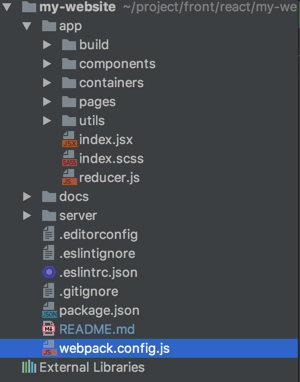 my-website ~/project/front/react/my-we
app
build
components
containers
pages
utils
index.jsx
index.scss
reducer.js
docs
server
.editorconfig
.eslintignore
.eslintrc.json
.gitignore
package.json
README.md
webpack.config.js
External Libraries